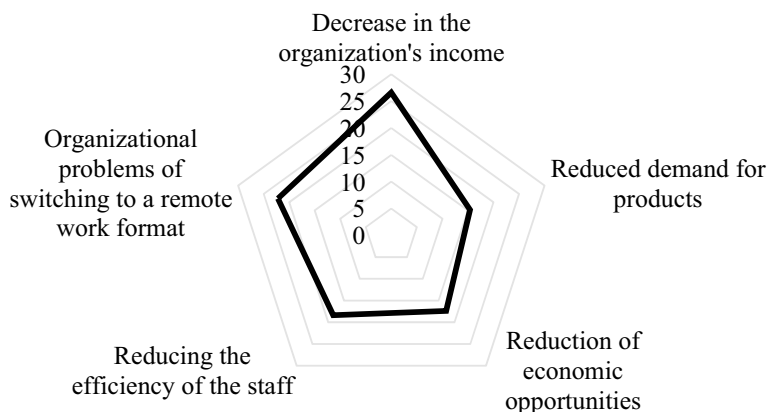 Decrease in the
organization's income
30
25
20
15
10
5
0
Reduced demand for
products
Reduction of
economic
opportunities
Reducing the
efficiency of the staff
Organizational
problems of
switching to a remote
work format